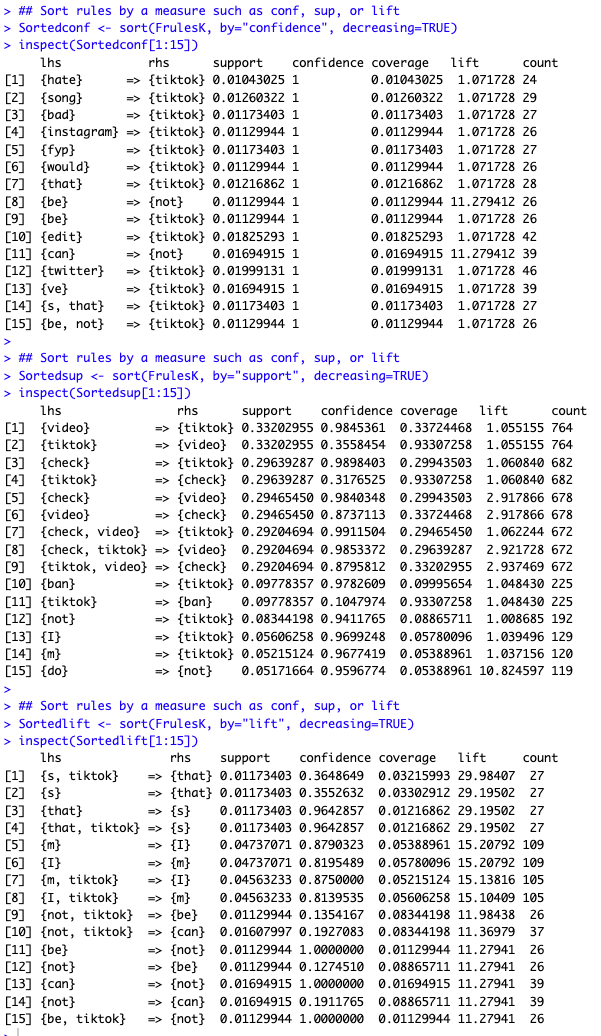 > ## Sort rules by a measure such as conf, sup, or lift
> Sortedconf <- sort(FrulesK, by="confidence", decreasing=TRUE)
> inspect(Sortedconf[1:15])
     lhs            rhs      support    confidence coverage   lift      count
[1]  {hate}      => {tiktok} 0.01043025 1          0.01043025  1.071728 24
[2]  {song}      => {tiktok} 0.01260322 1          0.01260322  1.071728 29
[3]  {bad}       => {tiktok} 0.01173403 1          0.01173403  1.071728 27
[4]  {instagram} => {tiktok} 0.01129944 1          0.01129944  1.071728 26
[5]  {fyp}       => {tiktok} 0.01173403 1          0.01173403  1.071728 27
[6]  {would}     => {tiktok} 0.01129944 1          0.01129944  1.071728 26
[7]  {that}      => {tiktok} 0.01216862 1          0.01216862  1.071728 28
[8]  {be}        => {not}    0.01129944 1          0.01129944 11.279412 26
[9]  {be}        => {tiktok} 0.01129944 1          0.01129944  1.071728 26
[10] {edit}      => {tiktok} 0.01825293 1          0.01825293  1.071728 42
[11] {can}       => {not}    0.01694915 1          0.01694915 11.279412 39
[12] {twitter}   => {tiktok} 0.01999131 1          0.01999131  1.071728 46
[13] {ve}        => {tiktok} 0.01694915 1          0.01694915  1.071728 39
[14] {s, that}   => {tiktok} 0.01173403 1          0.01173403  1.071728 27
[15] {be, not}   => {tiktok} 0.01129944 1          0.01129944  1.071728 26
>
> ## Sort rules by a measure such as conf, sup, or lift
> Sortedsup <- sort(FrulesK, by="support", decreasing=TRUE)
> inspect(Sortedsup[1:15])
     lhs                rhs      support    confidence coverage   lift      count
[1]  {video}         => {tiktok} 0.33202955 0.9845361  0.33724468  1.055155 764
[2]  {tiktok}        => {video}  0.33202955 0.3558454  0.93307258  1.055155 764
[3]  {check}         => {tiktok} 0.29639287 0.9898403  0.29943503  1.060840 682
[4]  {tiktok}        => {check}  0.29639287 0.3176525  0.93307258  1.060840 682
[5]  {check}         => {video}  0.29465450 0.9840348  0.29943503  2.917866 678
[6]  {video}         => {check}  0.29465450 0.8737113  0.33724468  2.917866 678
[7]  {check, video}  => {tiktok} 0.29204694 0.9911504  0.29465450  1.062244 672
[8]  {check, tiktok} => {video}  0.29204694 0.9853372  0.29639287  2.921728 672
[9]  {tiktok, video} => {check}  0.29204694 0.8795812  0.33202955  2.937469 672
[10] {ban}           => {tiktok} 0.09778357 0.9782609  0.09995654  1.048430 225
[11] {tiktok}        => {ban}    0.09778357 0.1047974  0.93307258  1.048430 225
[12] {not}           => {tiktok} 0.08344198 0.9411765  0.08865711  1.008685 192
[13] {I}             => {tiktok} 0.05606258 0.9699248  0.05780096  1.039496 129
[14] {m}             => {tiktok} 0.05215124 0.9677419  0.05388961  1.037156 120
[15] {do}            => {not}    0.05171664 0.9596774  0.05388961 10.824597 119
>
> ## Sort rules by a measure such as conf, sup, or lift
> Sortedlift <- sort(FrulesK, by="lift", decreasing=TRUE)
> inspect(Sortedlift[1:15])
     lhs               rhs    support    confidence coverage   lift     count
[1]  {s, tiktok}    => {that} 0.01173403 0.3648649  0.03215993 29.98407  27
[2]  {s}            => {that} 0.01173403 0.3552632  0.03302912 29.19502  27
[3]  {that}         => {s}    0.01173403 0.9642857  0.01216862 29.19502  27
[4]  {that, tiktok} => {s}    0.01173403 0.9642857  0.01216862 29.19502  27
[5]  {m}            => {I}    0.04737071 0.8790323  0.05388961 15.20792 109
[6]  {I}            => {m}    0.04737071 0.8195489  0.05780096 15.20792 109
[7]  {m, tiktok}    => {I}    0.04563233 0.8750000  0.05215124 15.13816 105
[8]  {I, tiktok}    => {m}    0.04563233 0.8139535  0.05606258 15.10409 105
[9]  {not, tiktok}  => {be}   0.01129944 0.1354167  0.08344198 11.98438  26
[10] {not, tiktok}  => {can}  0.01607997 0.1927083  0.08344198 11.36979  37
[11] {be}           => {not}  0.01129944 1.0000000  0.01129944 11.27941  26
[12] {not}          => {be}   0.01129944 0.1274510  0.08865711 11.27941  26
[13] {can}          => {not}  0.01694915 1.0000000  0.01694915 11.27941  39
[14] {not}          => {can}  0.01694915 0.1911765  0.08865711 11.27941  39
[15] {be, tiktok}   => {not}  0.01129944 1.0000000  0.01129944 11.27941  26
>